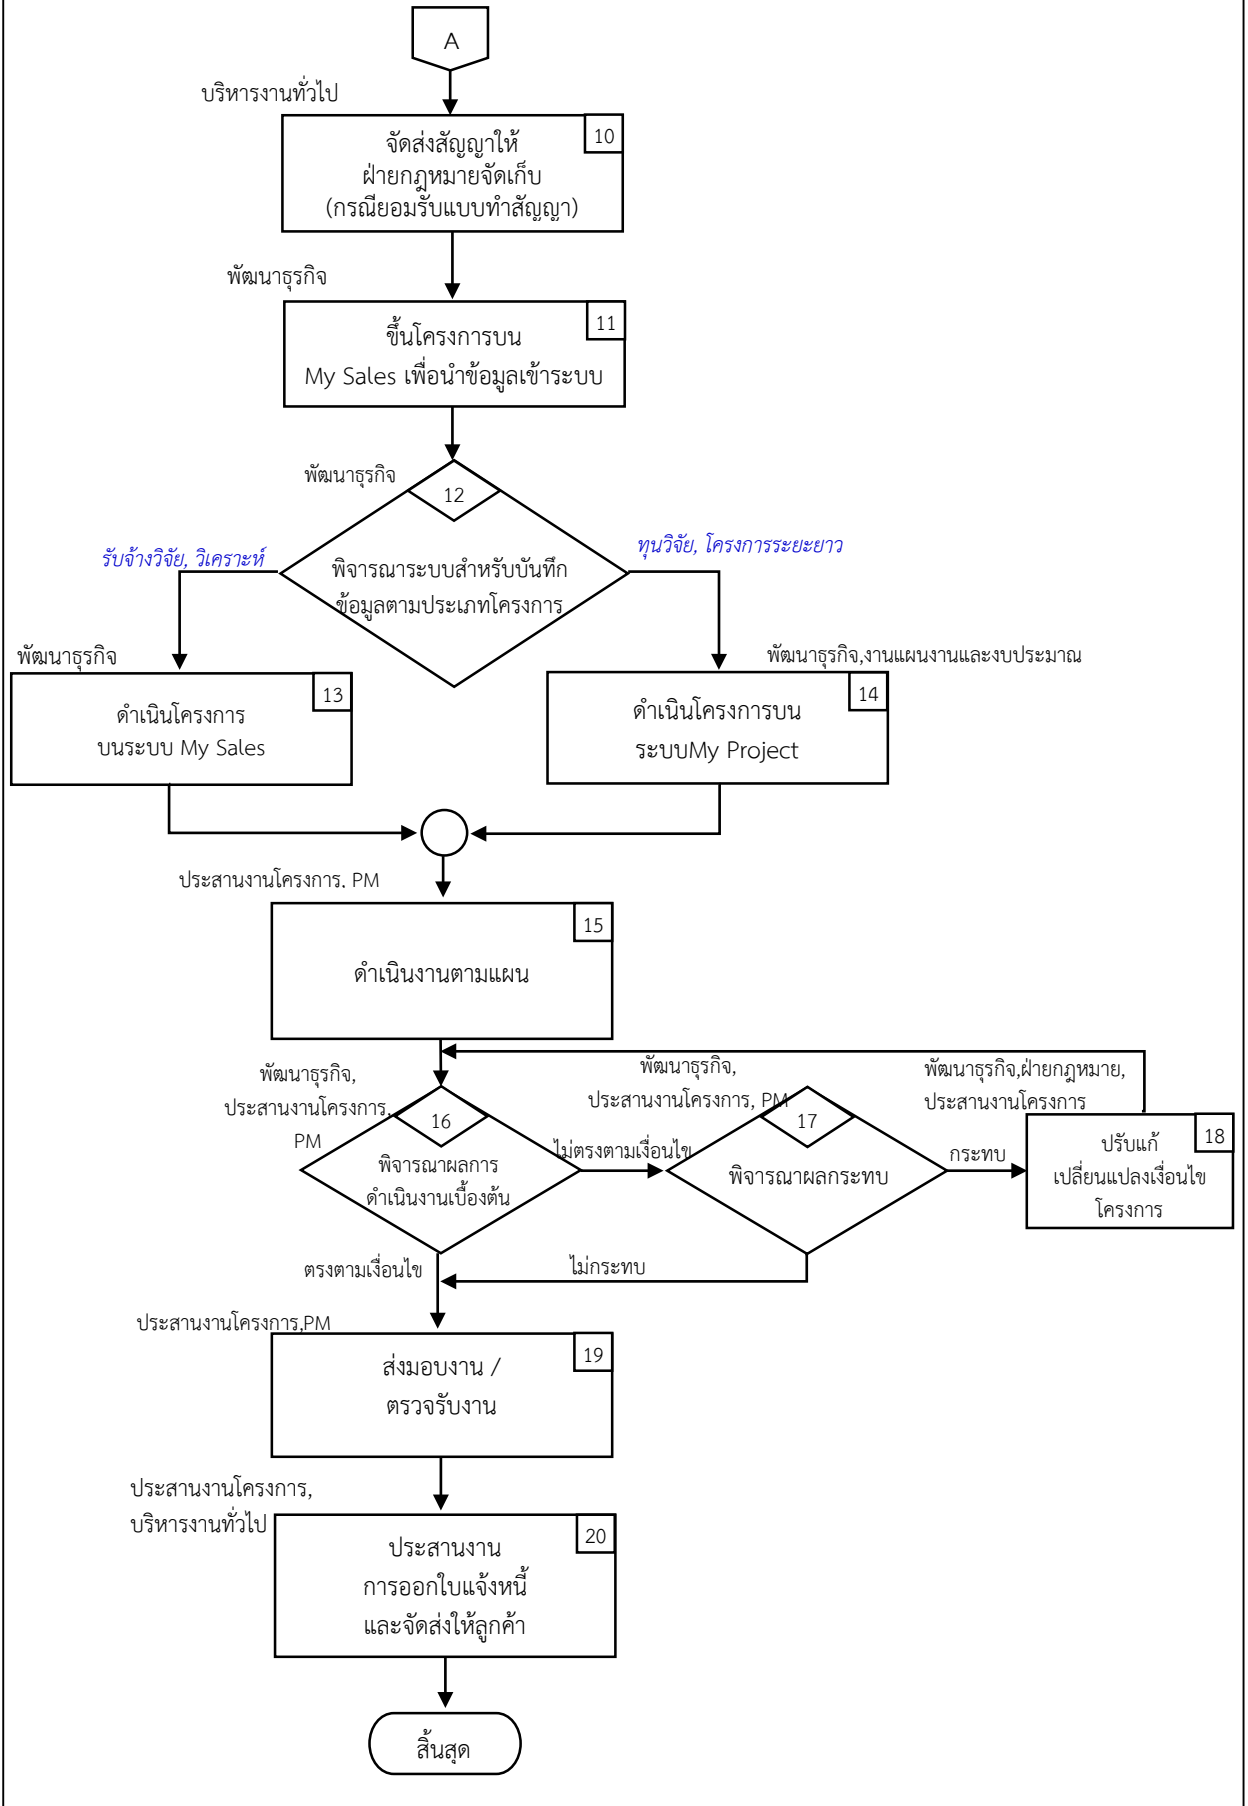 A
บริหารงานทั่วไป
10
จัดส่งสัญญาให้
ฝ่ายกฎหมายจัดเก็บ
(กรณียอมรับแบบทำสัญญา)
พัฒนาธุรกิจ
11
ขึ้นโครงการบน
My Sales เพื่อนำข้อมูลเข้าระบบ
พัฒนาธุรกิจ
12
รับจ้างวิจัย, วิเคราะห์
ทุนวิจัย, โครงการระยะยาว
พิจารณาระบบสำหรับบันทึก
ข้อมูลตามประเภทโครงการ
พัฒนาธุรกิจ
13
ดำเนินโครงการ
บนระบบ My Sales
พัฒนาธุรกิจ,งานแผนงานและงบประมาณ
14
ดำเนินโครงการบน
ระบบMy Project
ประสานงานโครงการ, PM
15
ดำเนินงานตามแผน
พัฒนาธุรกิจ,
ประสานงานโครงการ,
PM
16
พิจารณาผลการ
ดำเนินงานเบื้องต้น
ไม่ตรงตามเงื่อนไข
พัฒนาธุรกิจ,
ประสานงานโครงการ, PM
17
พิจารณาผลกระทบ
กระทบ
พัฒนาธุรกิจ,ฝ่ายกฎหมาย,
ประสานงานโครงการ
18
ปรับแก้
เปลี่ยนแปลงเงื่อนไข
โครงการ
ตรงตามเงื่อนไข
ไม่กระทบ
ประสานงานโครงการ,PM
19
ส่งมอบงาน /
ตรวจรับงาน
ประสานงานโครงการ,
บริหารงานทั่วไป
20
ประสานงาน
การออกใบแจ้งหนี้
และจัดส่งให้ลูกค้า
สิ้นสุด